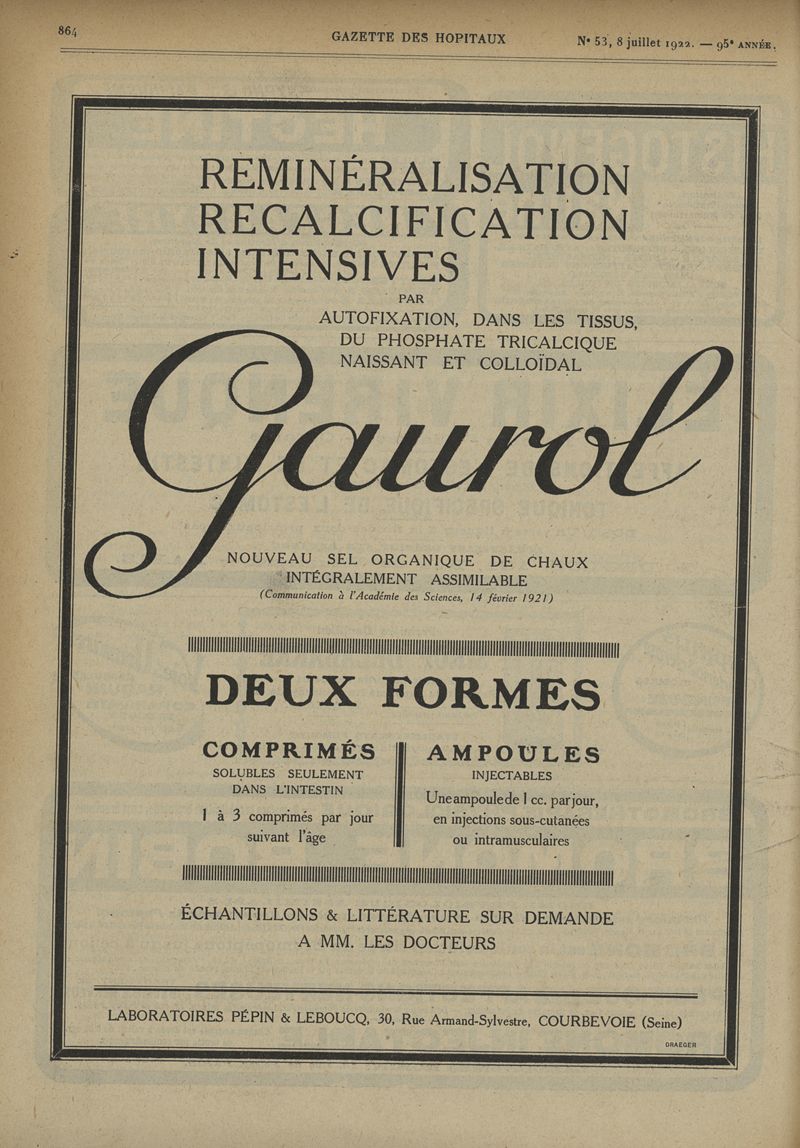 864
GAZETTE DES HOPITAUX
N° 53, 8 juillet 1922. — 95e ANNÉE.
REMINÉRALISATION
RECALCIFICATION
INTENSIVES
PAR
AUTOFIXATION, DANS LES TISSUS,
DU PHOSPHATE TRICALCIQUE
NAISSANT ET COLLOÏDAL
Gaurol
NOUVEAU SEL ORGANIQUE DE CHAUX
INTÉGRALEMENT ASSIMILABLE
(Communication à l'Académie des Sciences, 14 février 1921)
DEUX FORMES
COMPRIMÉS
SOLUBLES SEULEMENT
DANS L'INTESTIN
1 à 3 comprimés par jour
suivant l'âge
AMPOULES
INJECTABLES
Une ampoule de 1 cc. par jour,
en injections sous-cutanées
ou intramusculaires
ÉCHANTILLONS & LITTÉRATURE SUR DEMANDE
A MM. LES DOCTEURS
LABORATOIRES PÉPIN & LEBOUCQ, 30, Rue Armand-Sylvestre, COURBEVOIE (Seine)
DRAEGER